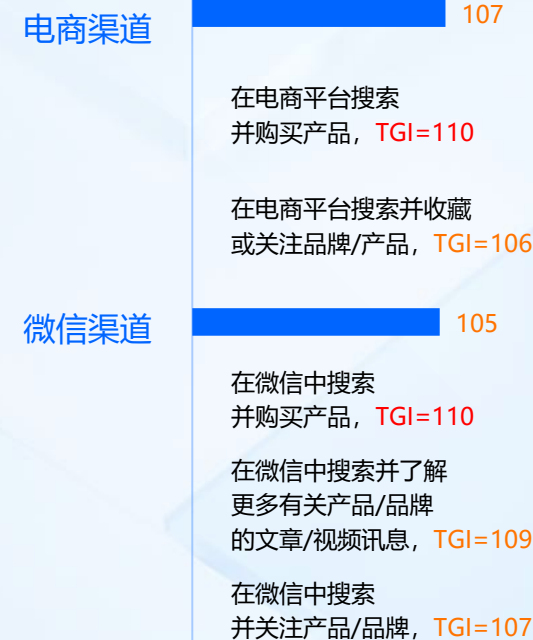 电商渠道
107
在电商平台搜索
并购买产品，TGI=110
在电商平台搜索并收藏
或关注品牌/产品，TGI=106
微信渠道
105
在微信中搜索
并购买产品，TGI=110
在微信中搜索并了解
更多有关产品/品牌
的文章/视频讯息，TGI=109
在微信中搜索
并关注产品/品牌，TGI=107